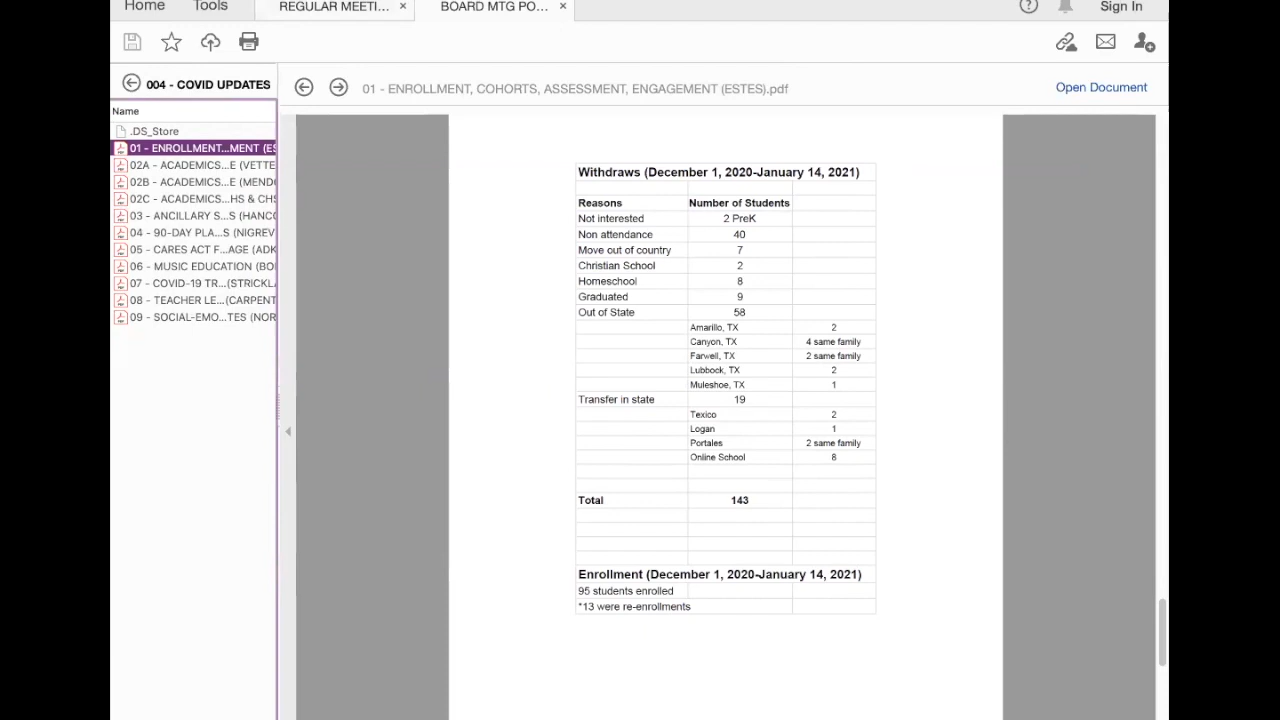 Home Tools REGULAR MEETI... × BOARD MTG PO... × Sign In
004 - COVID UPDATES
01 - ENROLLMENT, COHORTS, ASSESSMENT, ENGAGEMENT (ESTES).pdf Open Document
Name
.DS_Store
01 - ENROLLMENT...MENT (ES
02A - ACADEMICS...E (VETTE
02B - ACADEMICS...E (MEND
02C - ACADEMICS...HS & CHS
03 - ANCILLARY S...S (HANCO
04 - 90-DAY PLA...S (NIGREV
05 - CARES ACT F...AGE (ADK
06 - MUSIC EDUCATION (BO
07 - COVID-19 TR...(STRICKLA
08 - TEACHER LE...(CARPENT
09 - SOCIAL-EMO...TES (NOR
Withdraws (December 1, 2020-January 14, 2021)
Reasons Number of Students
Not interested 2 PreK
Non attendance 40
Move out of country 7
Christian School 2
Homeschool 8
Graduated 9
Out of State 58
Amarillo, TX 2
Canyon, TX 4 same family
Farwell, TX 2 same family
Lubbock, TX 2
Muleshoe, TX 1
Transfer in state 19
Texico 2
Logan 1
Portales 2 same family
Online School 8
Total 143
Enrollment (December 1, 2020-January 14, 2021)
95 students enrolled
*13 were re-enrollments